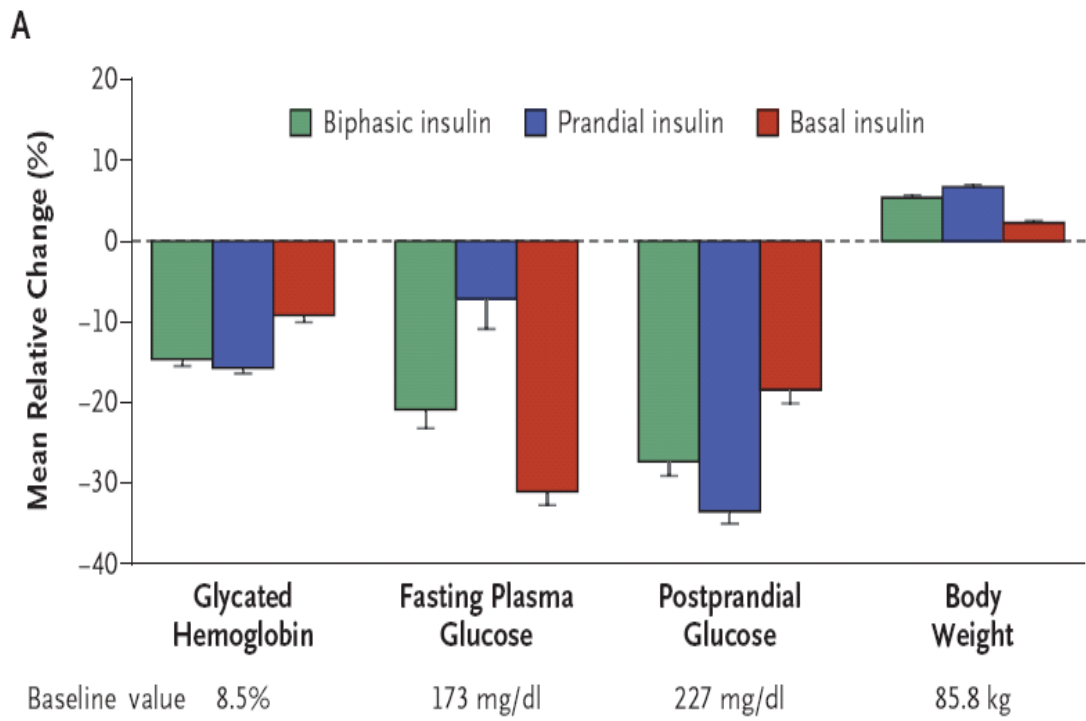 A
Mean Relative Change (%)
20
10
0
–10
–20
–30
–40
Biphasic insulin Prandial insulin Basal insulin
Glycated
Hemoglobin
Fasting Plasma
Glucose
Postprandial
Glucose
Body
Weight
Baseline value 8.5% 173 mg/dl 227 mg/dl 85.8 kg